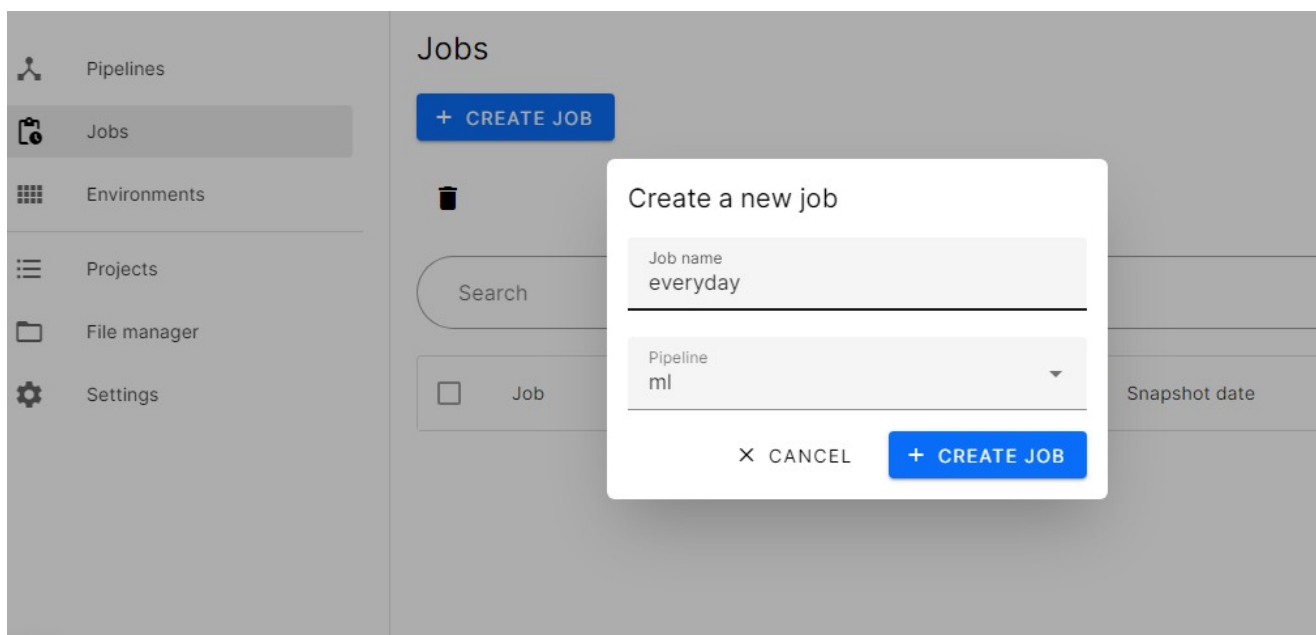 Pipelines
Jobs
Environments
Projects
File manager
Settings
Jobs
+ CREATE JOB
Search
Job
Snapshot date
Create a new job
Job name
everyday
Pipeline
ml
CANCEL
+ CREATE JOB